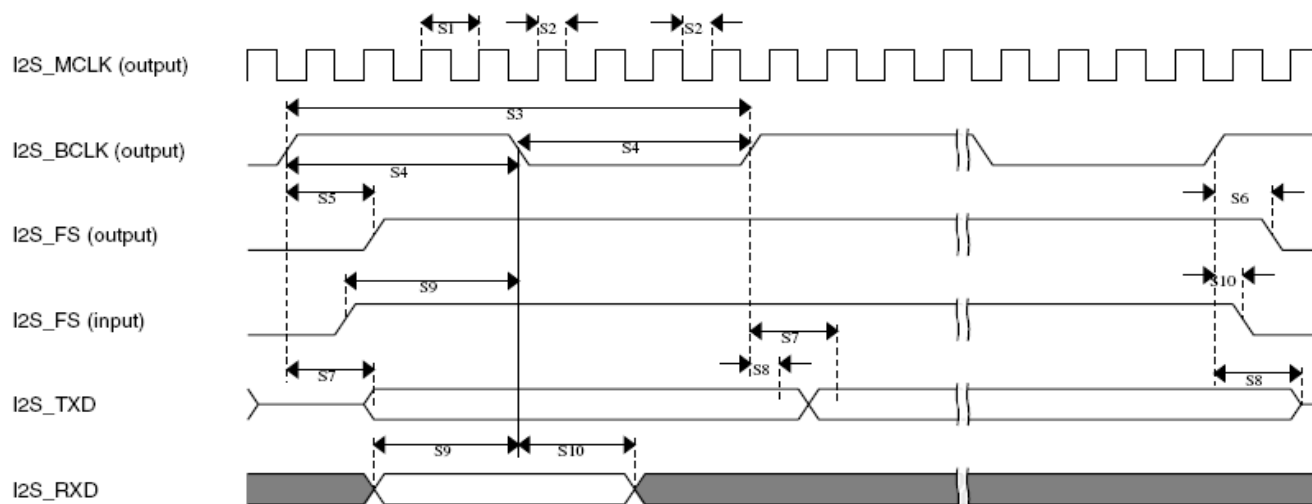 S1 S2 S2
I2S_MCLK (output)
S3
I2S_BCLK (output) S4
S4
S5 S6
I2S_FS (output)
S9 S10
I2S_FS (input)
S7
S7 S8 S8
I2S_TXD
S9 S10
I2S_RXD